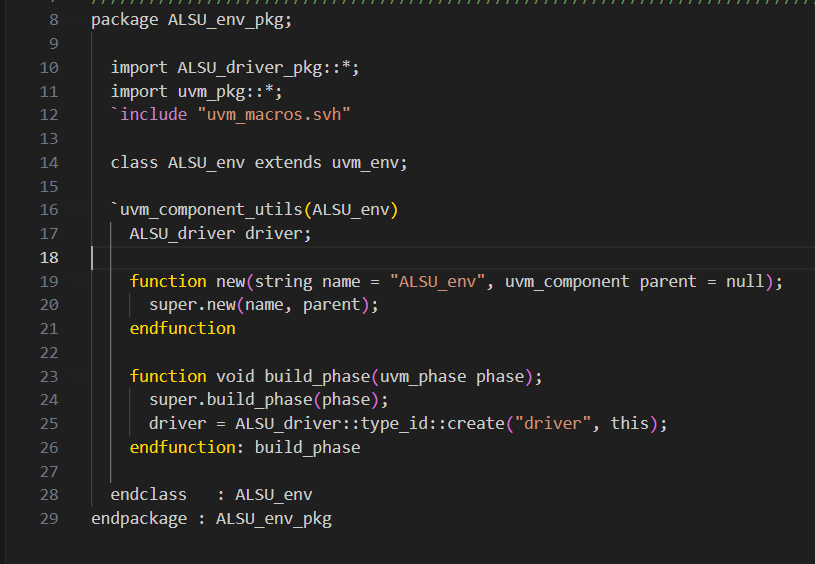 8 package ALSU_env_pkg;
9
10 import ALSU_driver_pkg::*;
11 import uvm_pkg::*;
12 `include "uvm_macros.svh"
13
14 class ALSU_env extends uvm_env;
15
16 `uvm_component_utils(ALSU_env)
17 ALSU_driver driver;
18
19 function new(string name = "ALSU_env", uvm_component parent = null);
20 super.new(name, parent);
21 endfunction
22
23 function void build_phase(uvm_phase phase);
24 super.build_phase(phase);
25 driver = ALSU_driver::type_id::create("driver", this);
26 endfunction: build_phase
27
28 endclass   : ALSU_env
29 endpackage : ALSU_env_pkg